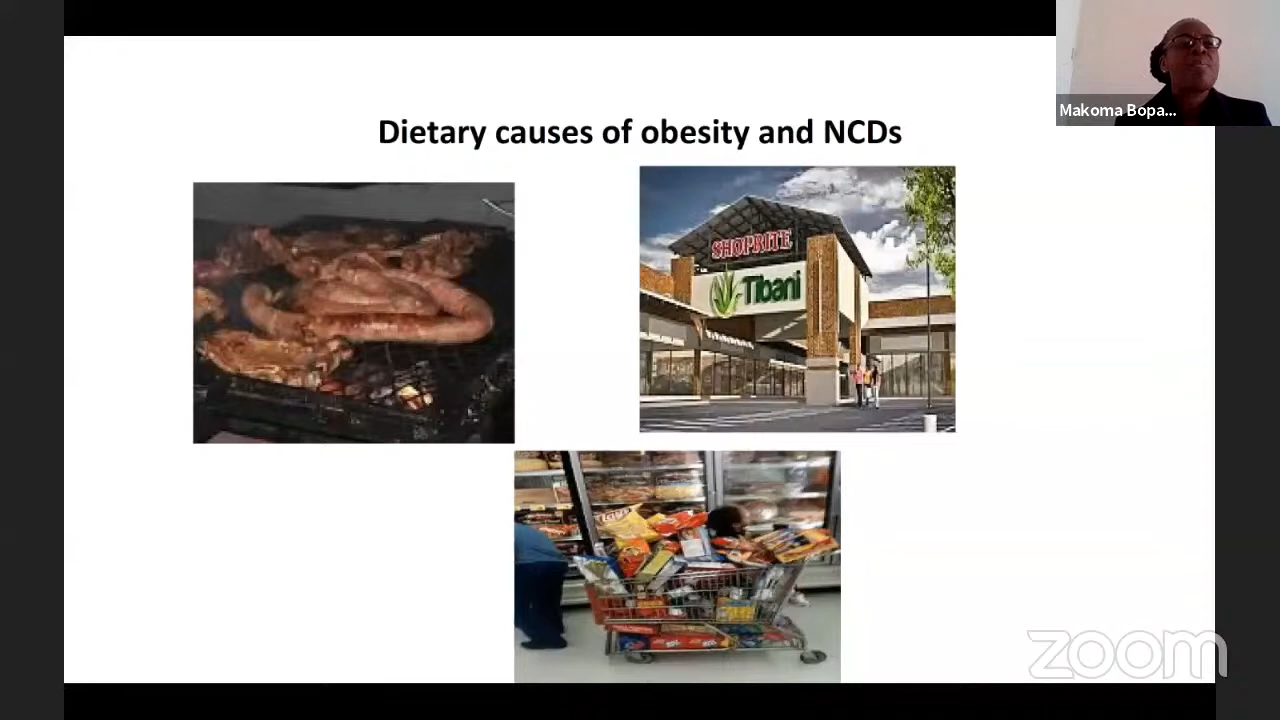 Dietary causes of obesity and NCDs
Makoma Bopa...
SHOPRITE
Tibani
zoom